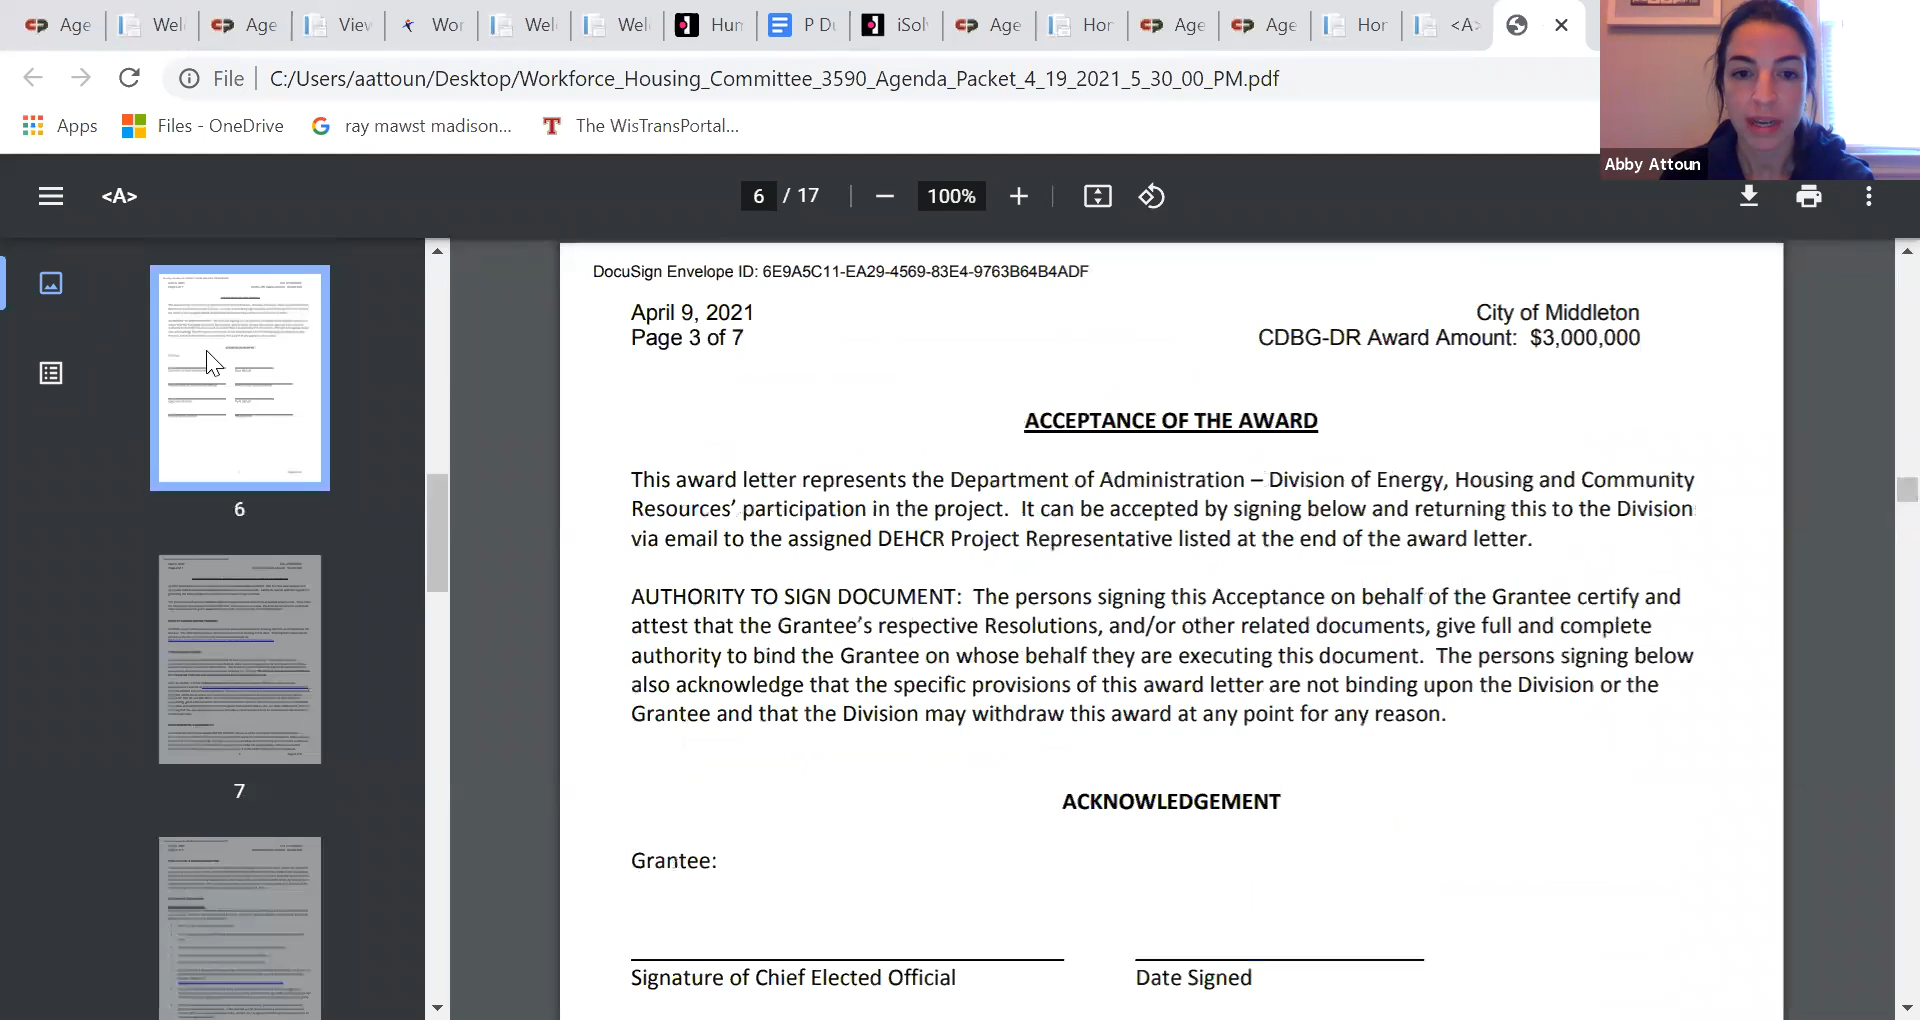 Age
Wel
Age
View
Wor
Wel
Wel
Hum
P Du
iSol
Age
Hor
Age
Age
Hor
<A>
File
C:/Users/aattoun/Desktop/Workforce_Housing_Committee_3590_Agenda_Packet_4_19_2021_5_30_00_PM.pdf
Apps
Files - OneDrive
ray mawst madison...
The WisTransPortal...
Abby Attoun
<A>
6 / 17
100%
6
7
DocuSign Envelope ID: 6E9A5C11-EA29-4569-83E4-9763B64B4ADF
April 9, 2021
City of Middleton
Page 3 of 7
CDBG-DR Award Amount: $3,000,000
ACCEPTANCE OF THE AWARD
This award letter represents the Department of Administration – Division of Energy, Housing and Community
Resources’ participation in the project. It can be accepted by signing below and returning this to the Division
via email to the assigned DEHCR Project Representative listed at the end of the award letter.
AUTHORITY TO SIGN DOCUMENT: The persons signing this Acceptance on behalf of the Grantee certify and
attest that the Grantee’s respective Resolutions, and/or other related documents, give full and complete
authority to bind the Grantee on whose behalf they are executing this document. The persons signing below
also acknowledge that the specific provisions of this award letter are not binding upon the Division or the
Grantee and that the Division may withdraw this award at any point for any reason.
ACKNOWLEDGEMENT
Grantee:
Signature of Chief Elected Official
Date Signed